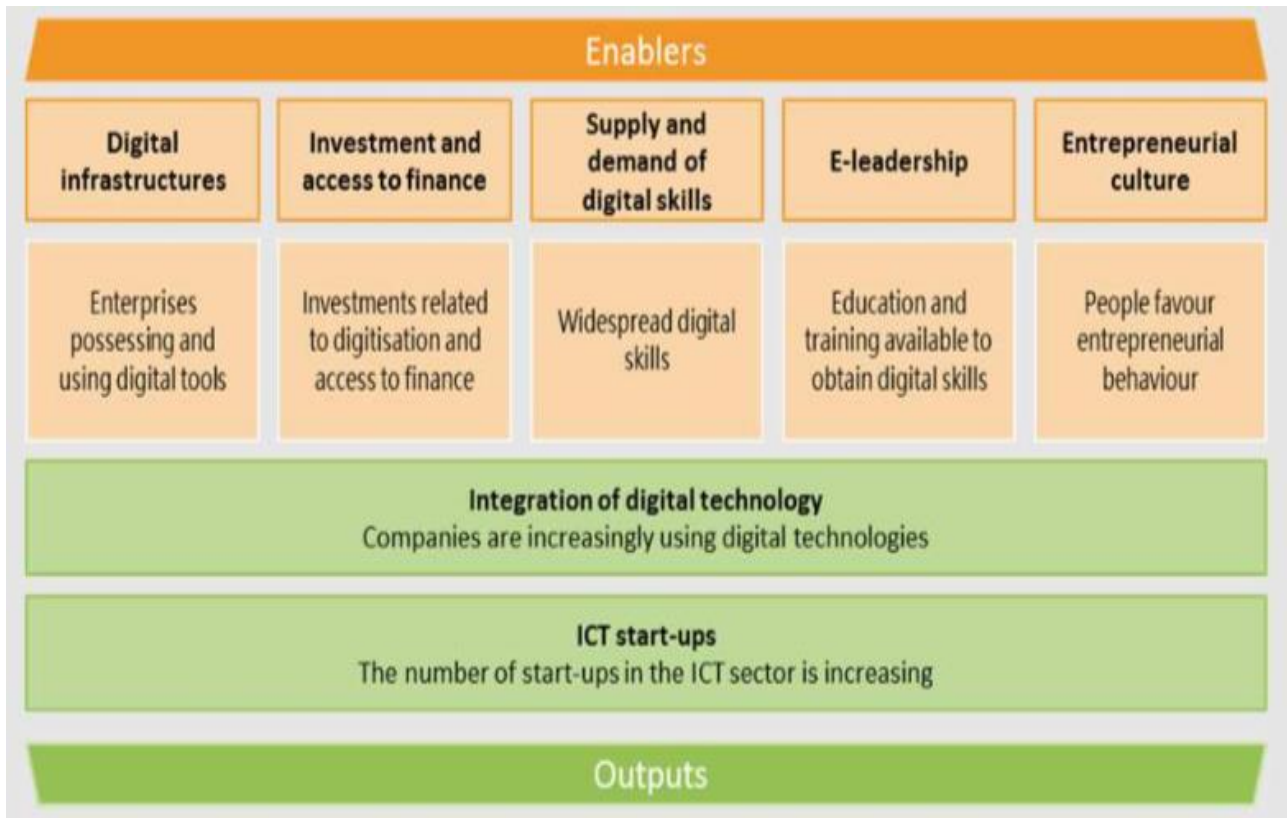 Enablers
Digital
infrastructures
Investment and
access to finance
Supply and
demand of
digital skills
E-leadership
Entrepreneurial
culture
Enterprises
possessing and
using digital tools
Investments related
to digitisation and
access to finance
Widespread digital
skills
Education and
training available to
obtain digital skills
People favour
entrepreneurial
behaviour
Integration of digital technology
Companies are increasingly using digital technologies
ICT start-ups
The number of start-ups in the ICT sector is increasing
Outputs